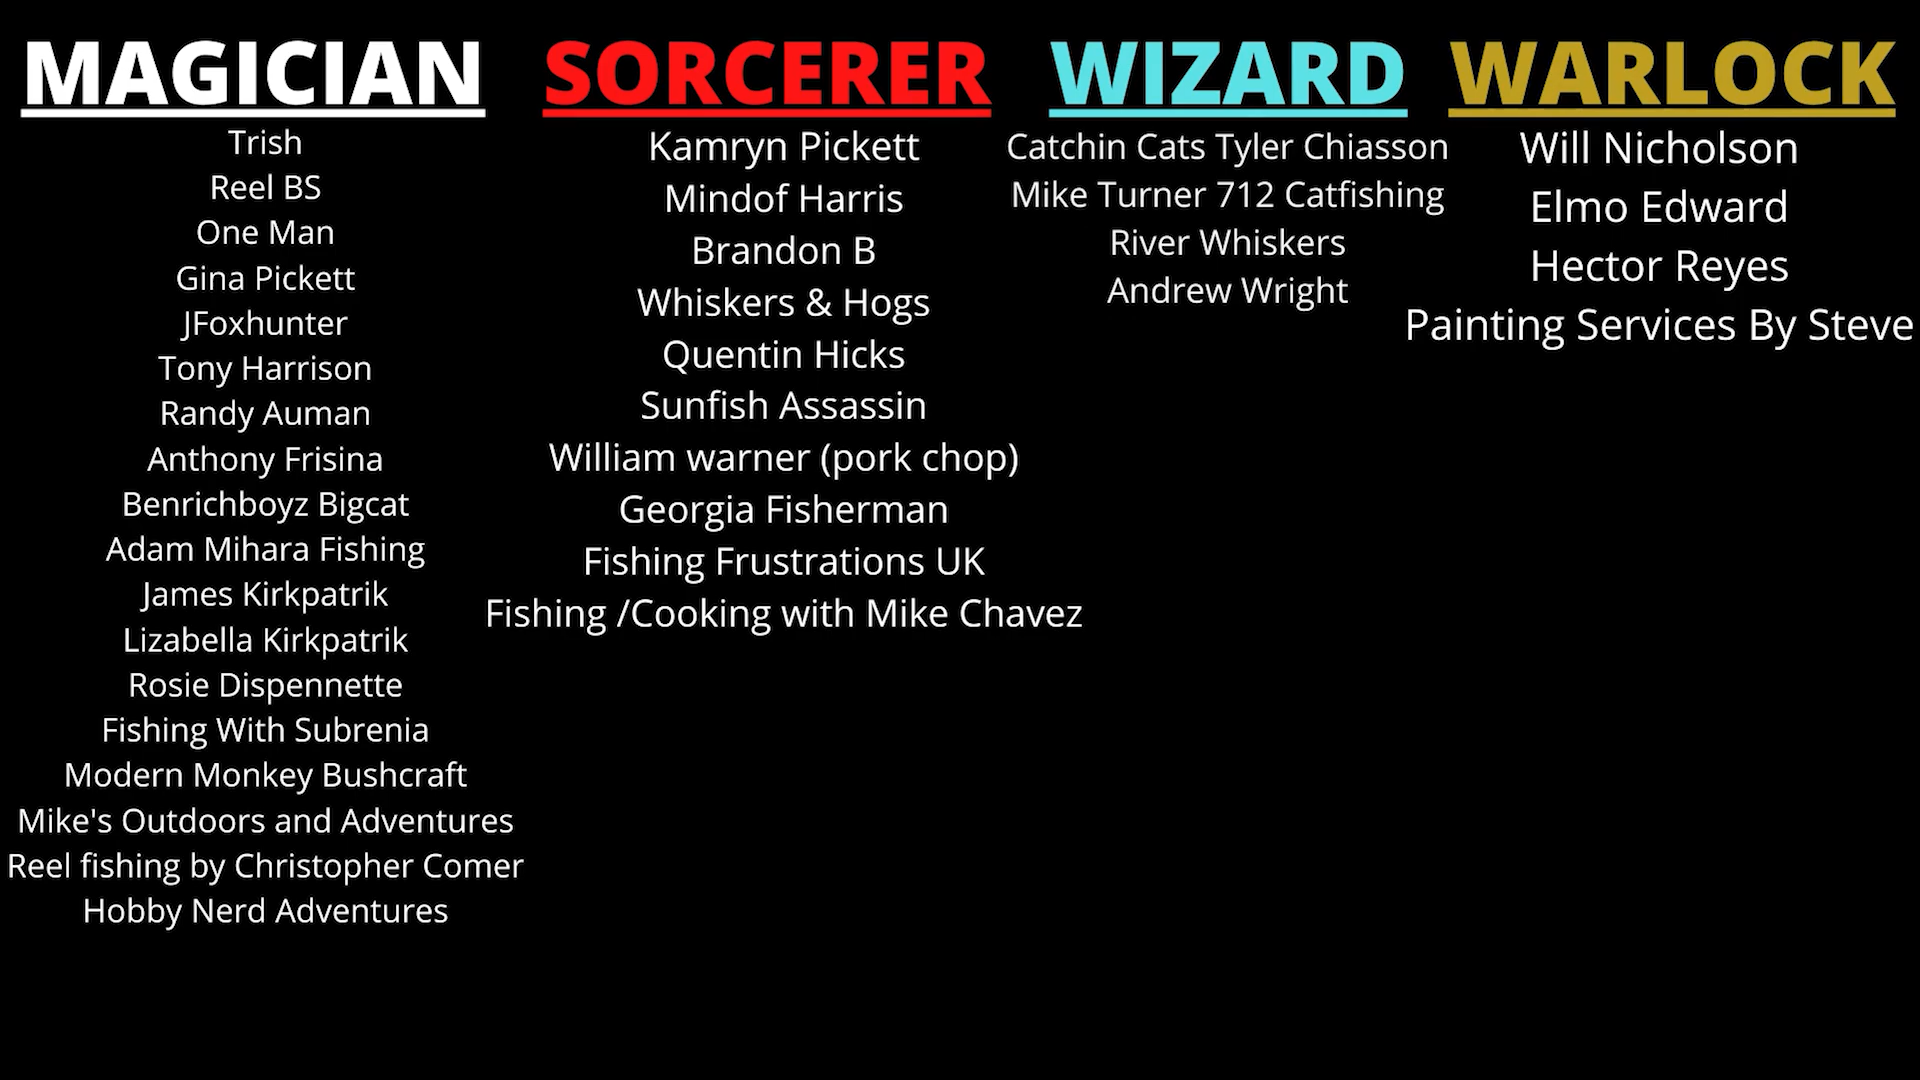 MAGICIAN
Trish
Reel BS
One Man
Gina Pickett
JFoxhunter
Tony Harrison
Randy Auman
Anthony Frisina
Benrichboyz Bigcat
Adam Mihara Fishing
James Kirkpatrik
Lizabella Kirkpatrik
Rosie Dispennette
Fishing With Subrenia
Modern Monkey Bushcraft
Mike's Outdoors and Adventures
Reel fishing by Christopher Comer
Hobby Nerd Adventures
SORCERER
Kamryn Pickett
Mindof Harris
Brandon B
Whiskers & Hogs
Quentin Hicks
Sunfish Assassin
William warner (pork chop)
Georgia Fisherman
Fishing Frustrations UK
Fishing /Cooking with Mike Chavez
WIZARD
Catchin Cats Tyler Chiasson
Mike Turner 712 Catfishing
River Whiskers
Andrew Wright
WARLOCK
Will Nicholson
Elmo Edward
Hector Reyes
Painting Services By Steve